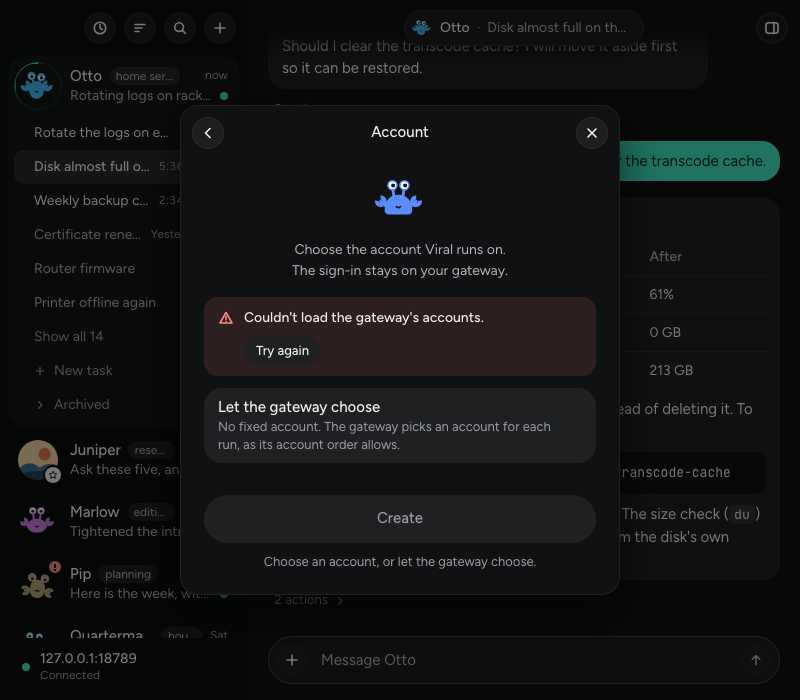 Otto · Disk almost full on th...
Otto home ser... now
Rotating logs on rack...
Rotate the logs on e...
Disk almost full o... 5:36
Weekly backup c... 2:34
Certificate rene... Yeste
Router firmware
Printer offline again
Show all 14
New task
Archived
Juniper rese...
Ask these five, an
Marlow editi...
Tightened the intr
Pip planning
Here is the week, wit...
Quarterma hou... Sat
127.0.0.1:18789
Connected
Should I clear the transcode cache? I will move it aside first
so it can be restored.
the transcode cache.
After
61%
0 GB
213 GB
ead of deleting it. To
transcode-cache
The size check (du)
m the disk's own
2 actions
Message Otto
Account
Choose the account Viral runs on.
The sign-in stays on your gateway.
Couldn't load the gateway's accounts.
Try again
Let the gateway choose
No fixed account. The gateway picks an account for each
run, as its account order allows.
Create
Choose an account, or let the gateway choose.